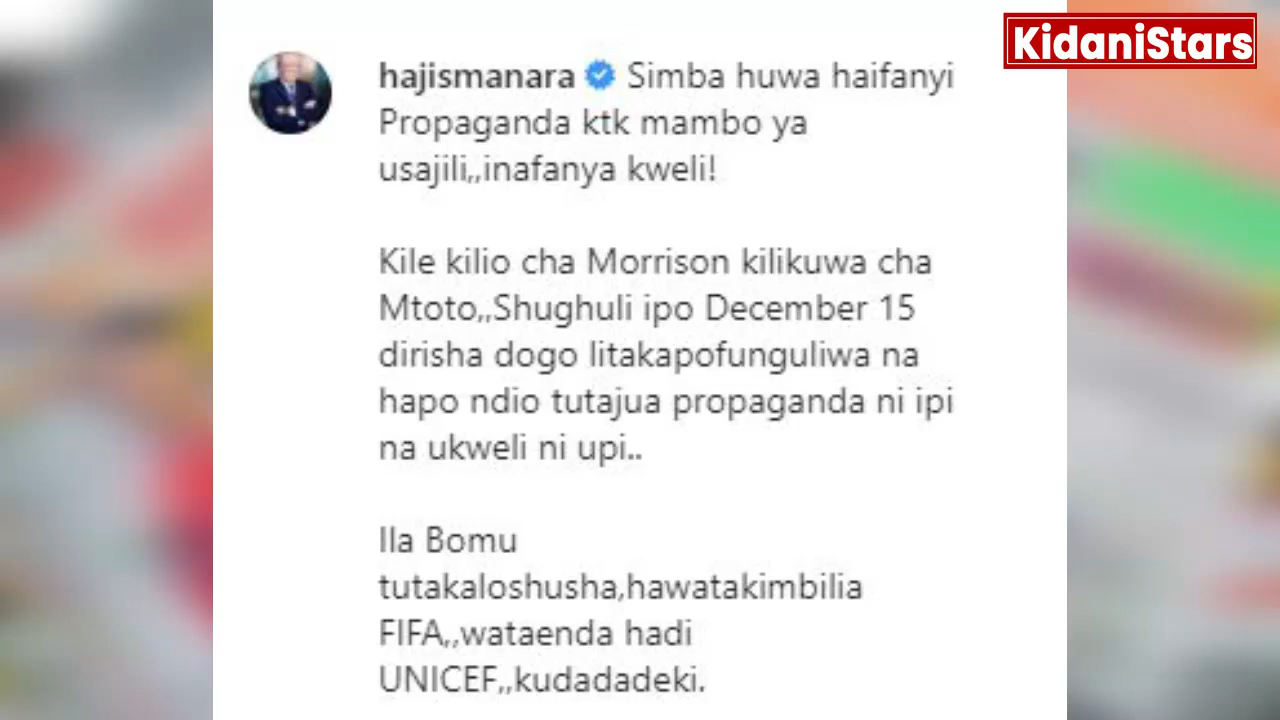 KidaniStars
hajismanara Simba huwa haifanyi
Propaganda ktk mambo ya
usajili,,inafanya kweli!
Kile kilio cha Morrison kilikuwa cha
Mtoto,,Shughuli ipo December 15
dirisha dogo litakapofunguliwa na
hapo ndio tutajua propaganda ni ipi
na ukweli ni upi..
Ila Bomu
tutakaloshusha,hawatakimbilia
FIFA,,wataenda hadi
UNICEF,,kudadadeki.